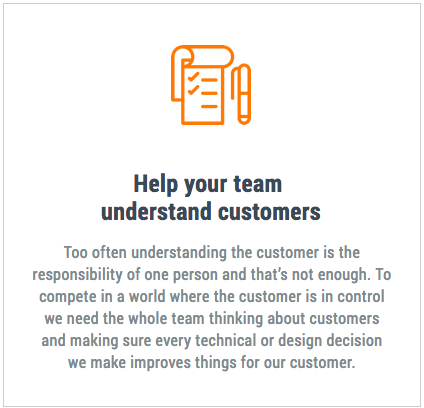 Help your team
understand customers
Too often understanding the customer is the
responsibility of one person and that's not enough. To
compete in a world where the customer is in control
we need the whole team thinking about customers
and making sure every technical or design decision
we make improves things for our customer.